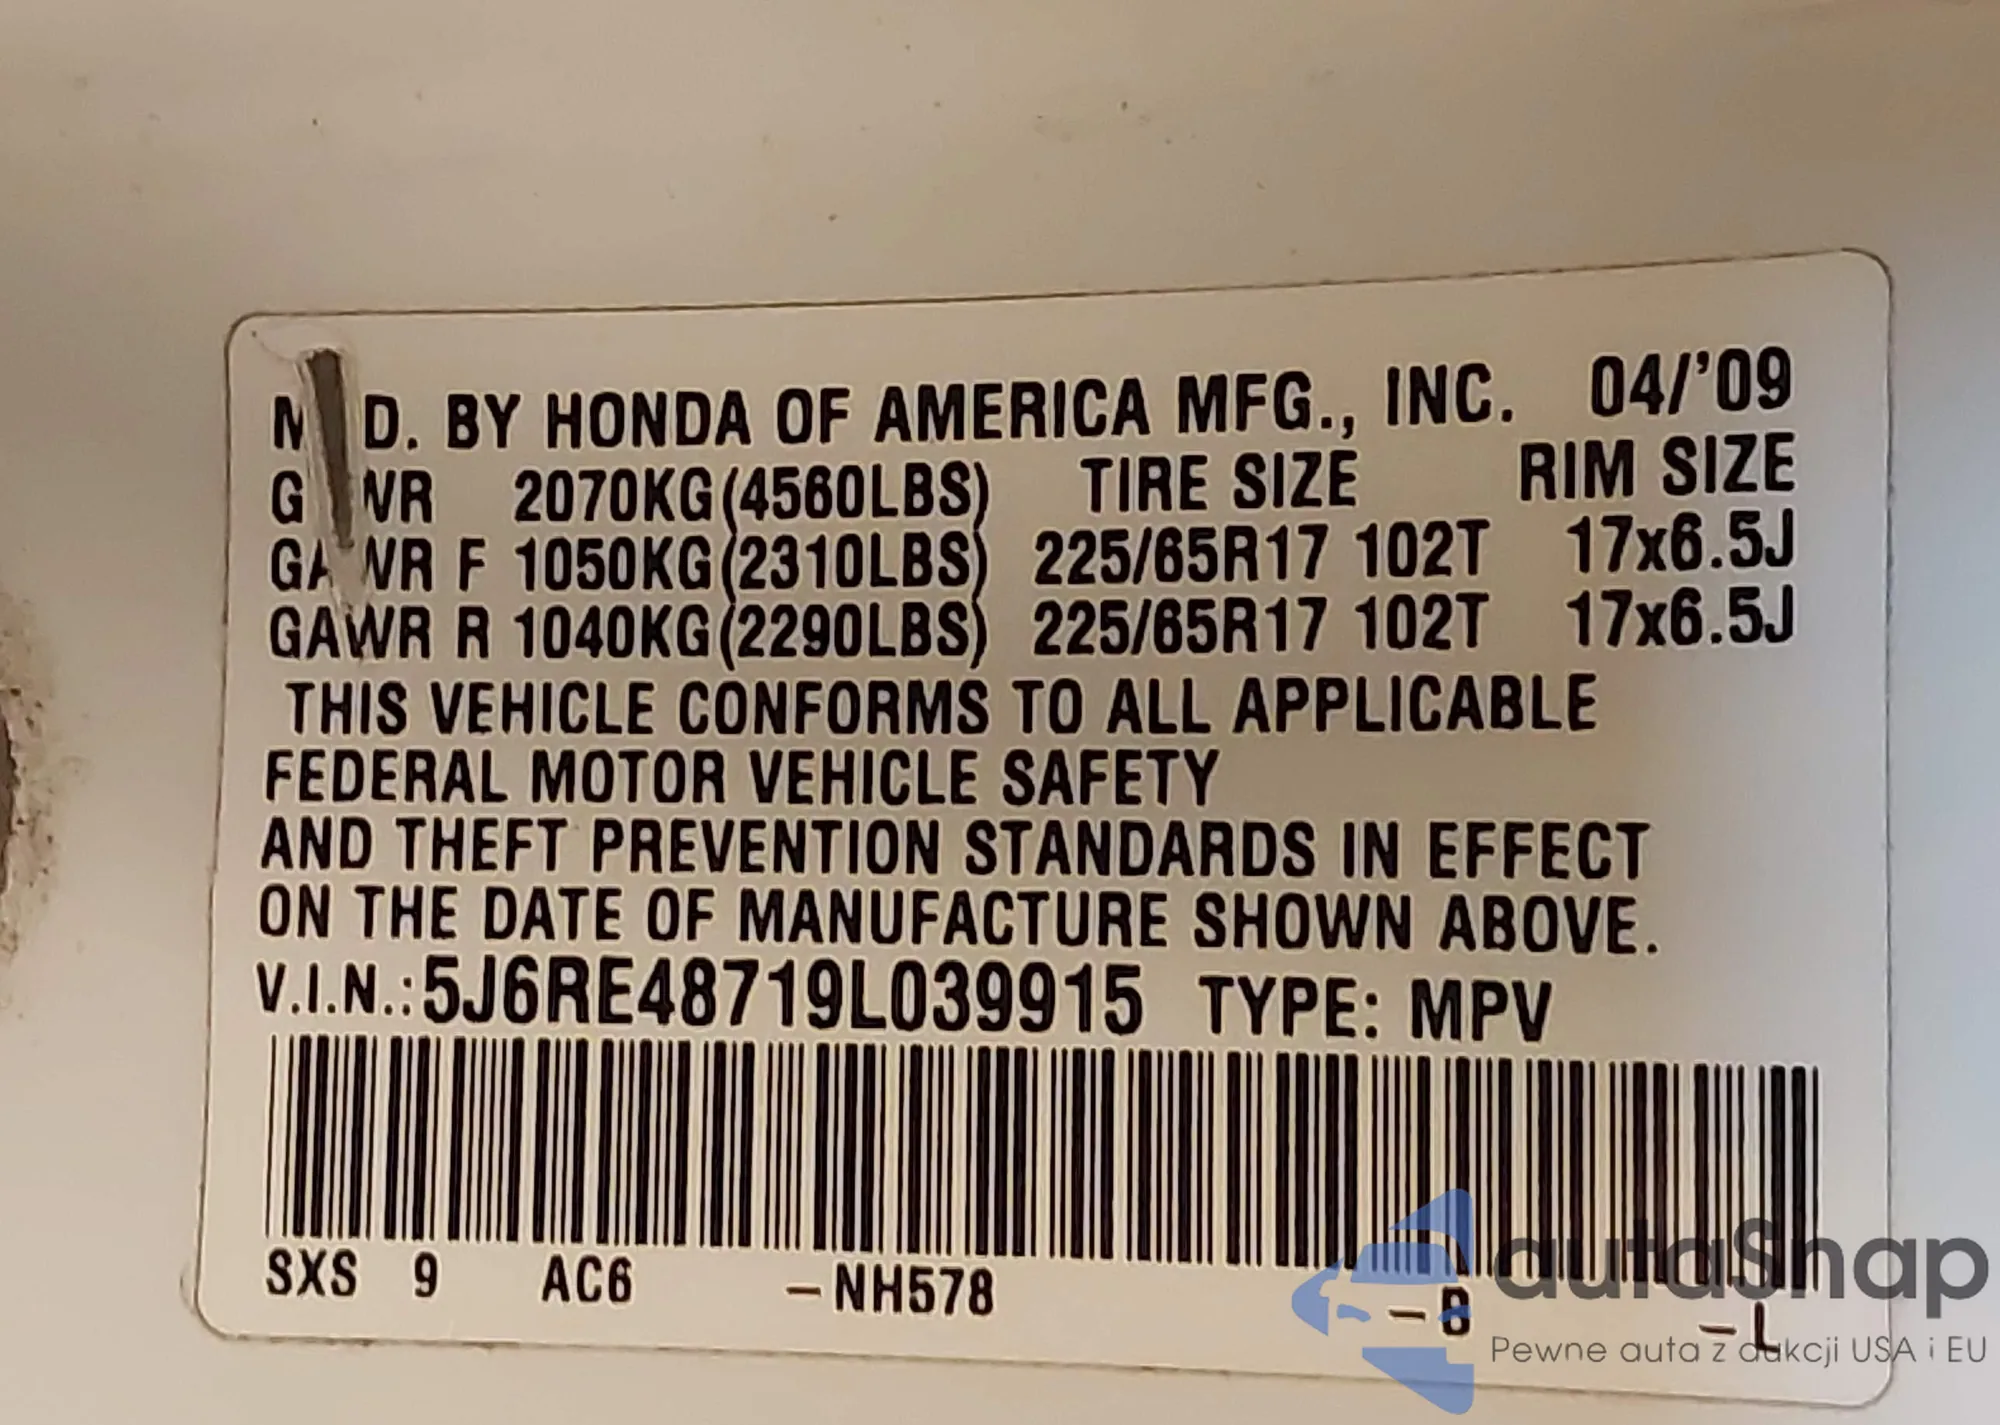 M D. BY HONDA OF AMERICA MFG., INC. 04/'09
G WR 2070KG(4560LBS) TIRE SIZE RIM SIZE
GAWR F 1050KG(2310LBS) 225/65R17 102T 17x6.5J
GAWR R 1040KG(2290LBS) 225/65R17 102T 17x6.5J
THIS VEHICLE CONFORMS TO ALL APPLICABLE
FEDERAL MOTOR VEHICLE SAFETY
AND THEFT PREVENTION STANDARDS IN EFFECT
ON THE DATE OF MANUFACTURE SHOWN ABOVE.
V.I.N.:5J6RE48719L039915 TYPE: MPV
SXS 9 AC6 -NH578 -B -L
autaSnap
Pewne auta z aukcji USA i EU